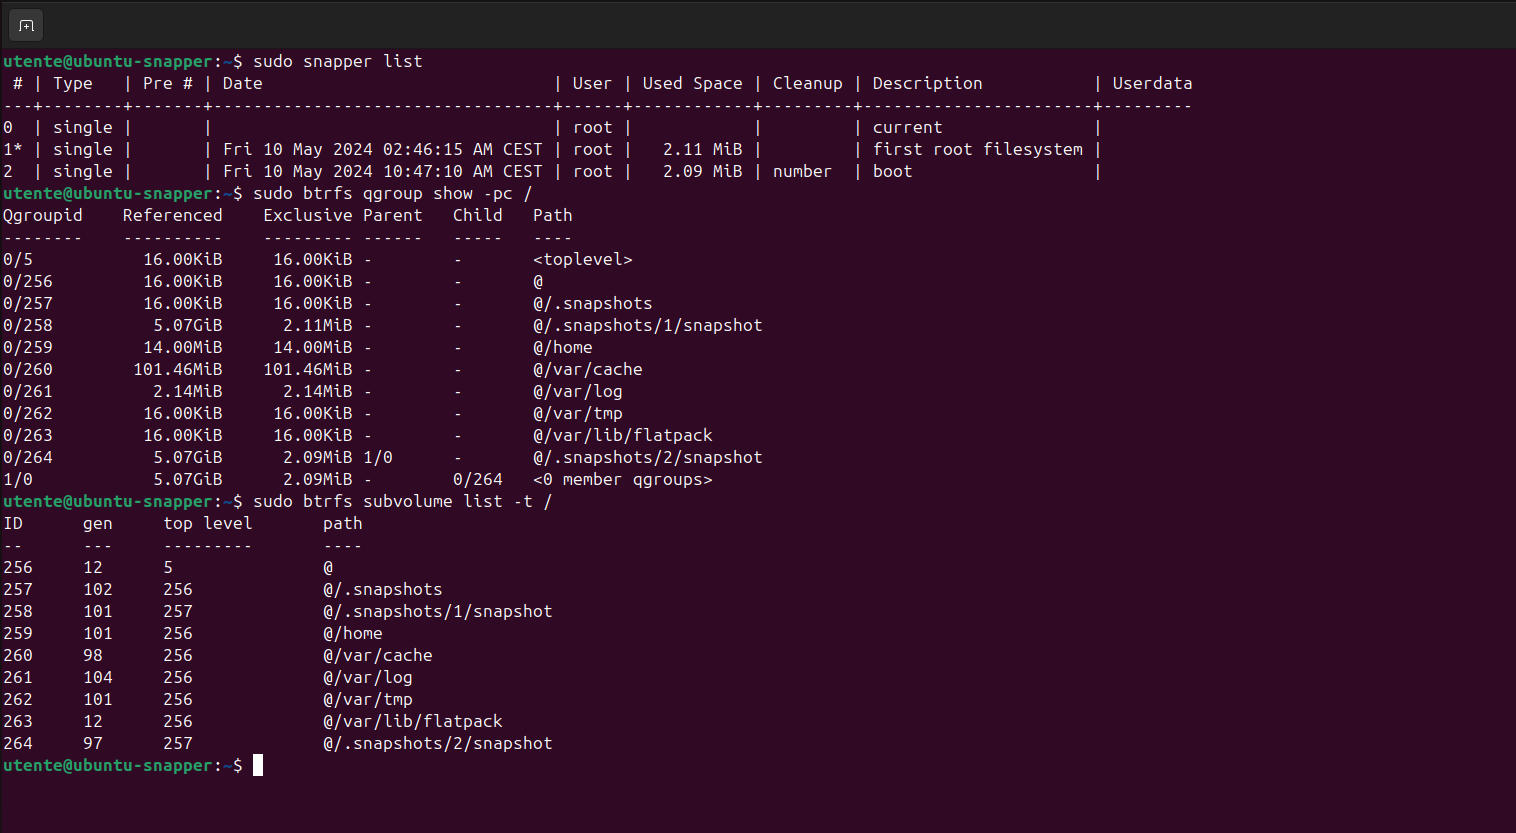 utente@ubuntu-snapper:~$ sudo snapper list
 # | Type   | Pre # | Date                             | User | Used Space | Cleanup | Description           | Userdata
---+--------+-------+----------------------------------+------+------------+---------+-----------------------+---------
0  | single |       |                                  | root |            |         | current               |
1* | single |       | Fri 10 May 2024 02:46:15 AM CEST | root |   2.11 MiB |         | first root filesystem |
2  | single |       | Fri 10 May 2024 10:47:10 AM CEST | root |   2.09 MiB | number  | boot                  |
utente@ubuntu-snapper:~$ sudo btrfs qgroup show -pc /
Qgroupid    Referenced    Exclusive Parent   Child   Path
--------    ----------    --------- ------   -----   ----
0/5           16.00KiB     16.00KiB -        -       <toplevel>
0/256         16.00KiB     16.00KiB -        -       @
0/257         16.00KiB     16.00KiB -        -       @/.snapshots
0/258          5.07GiB      2.11MiB -        -       @/.snapshots/1/snapshot
0/259         14.00MiB     14.00MiB -        -       @/home
0/260        101.46MiB    101.46MiB -        -       @/var/cache
0/261          2.14MiB      2.14MiB -        -       @/var/log
0/262         16.00KiB     16.00KiB -        -       @/var/tmp
0/263         16.00KiB     16.00KiB -        -       @/var/lib/flatpack
0/264          5.07GiB      2.09MiB 1/0      -       @/.snapshots/2/snapshot
1/0            5.07GiB      2.09MiB -        0/264   <0 member qgroups>
utente@ubuntu-snapper:~$ sudo btrfs subvolume list -t /
ID      gen     top level       path
--      ---     ---------       ----
256     12      5               @
257     102     256             @/.snapshots
258     101     257             @/.snapshots/1/snapshot
259     101     256             @/home
260     98      256             @/var/cache
261     104     256             @/var/log
262     101     256             @/var/tmp
263     12      256             @/var/lib/flatpack
264     97      257             @/.snapshots/2/snapshot
utente@ubuntu-snapper:~$